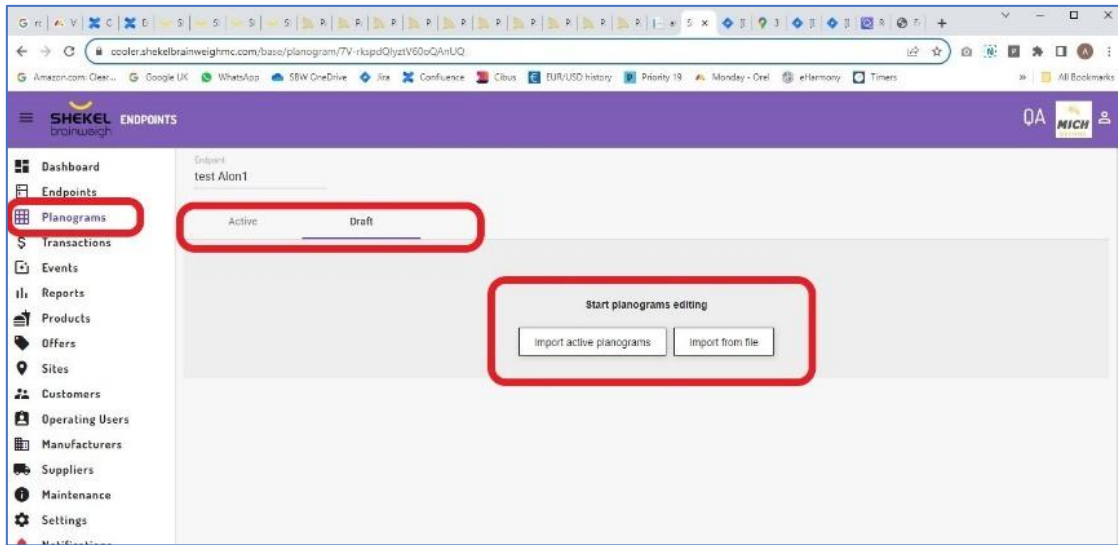 cooler.shekelbrainweighmc.com/base/planogram/
Amazon.com: Clear... Google UK WhatsApp SBW OneDrive Jira Confluence Cibus EUR/USD history Priority 19 Monday - Orel eHarmony Timers » All Bookmarks
SHEKEL brainweigh ENDPOINTS QA MICH
Dashboard
Endpoint
test Alon1
Endpoints
Planograms
Active Draft
Transactions
Events
Reports
Start planograms editing
Products
Import active planograms Import from file
Offers
Sites
Customers
Operating Users
Manufacturers
Suppliers
Maintenance
Settings
Notifications